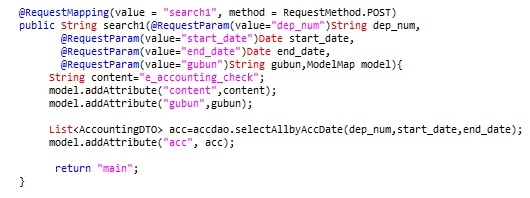 @RequestMapping(value = "search1", method = RequestMethod.POST)
public String search1(@RequestParam(value="dep_num")String dep_num,
@RequestParam(value="start_date")Date start_date,
@RequestParam(value="end_date")Date end_date,
@RequestParam(value="gubun")String gubun,ModelMap model){
String content="e_accounting_check";
model.addAttribute("content",content);
model.addAttribute("gubun",gubun);
List<AccountingDTO> acc=accdao.selectAllbyAccDate(dep_num,start_date,end_date);
model.addAttribute("acc", acc);
return "main";
}